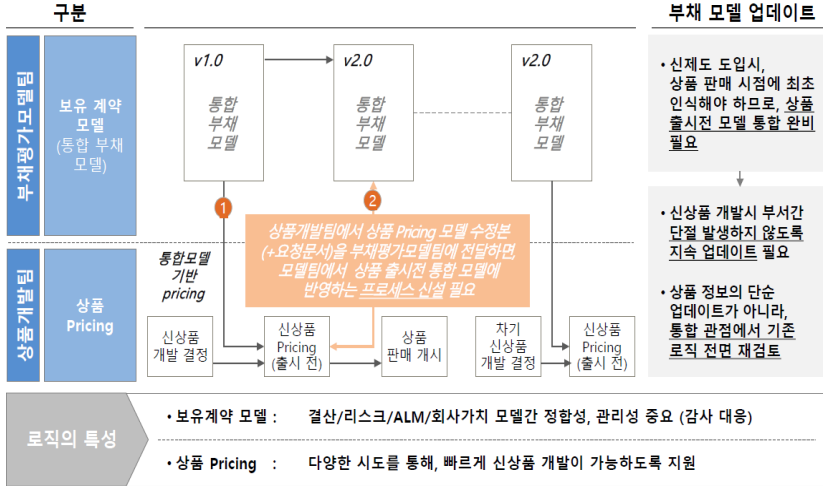 구분
부채 모델 업데이트
부채평가모델팀
보유 계약
모델
(통합 부채
모델)
v1.0
통합
부채
모델
v2.0
통합
부채
모델
v2.0
통합
부채
모델
1
2
상품개발팀에서 상품 Pricing 모델 수정본
(+요청문서)을 부채평가모델팀에 전달하면,
모델팀에서 상품 출시전 통합 모델에
반영하는 프로세스 신설 필요
상품개발팀
상품
Pricing
통합모델
기반
pricing
신상품
개발 결정
신상품
Pricing
(출시 전)
상품
판매 개시
차기
신상품
개발 결정
신상품
Pricing
(출시 전)
• 신제도 도입시,
상품 판매 시점에 최초
인식해야 하므로, 상품
출시전 모델 통합 완비
필요
• 신상품 개발시 부서간
단절 발생하지 않도록
지속 업데이트 필요
• 상품 정보의 단순
업데이트가 아니라,
통합 관점에서 기존
로직 전면 재검토
로직의 특성
• 보유계약 모델 : 결산/리스크/ALM/회사가치 모델간 정합성, 관리성 중요 (감사 대응)
• 상품 Pricing : 다양한 시도를 통해, 빠르게 신상품 개발이 가능하도록 지원